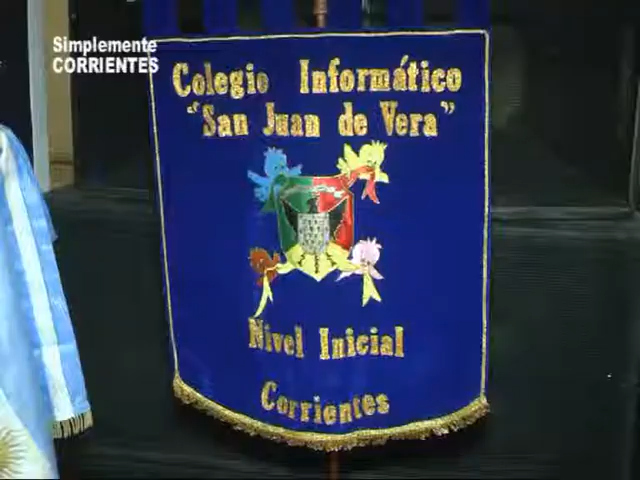 Simplemente
CORRIENTES
Colegio Informático
"San Juan de Vera"
Nivel Inicial
Corrientes